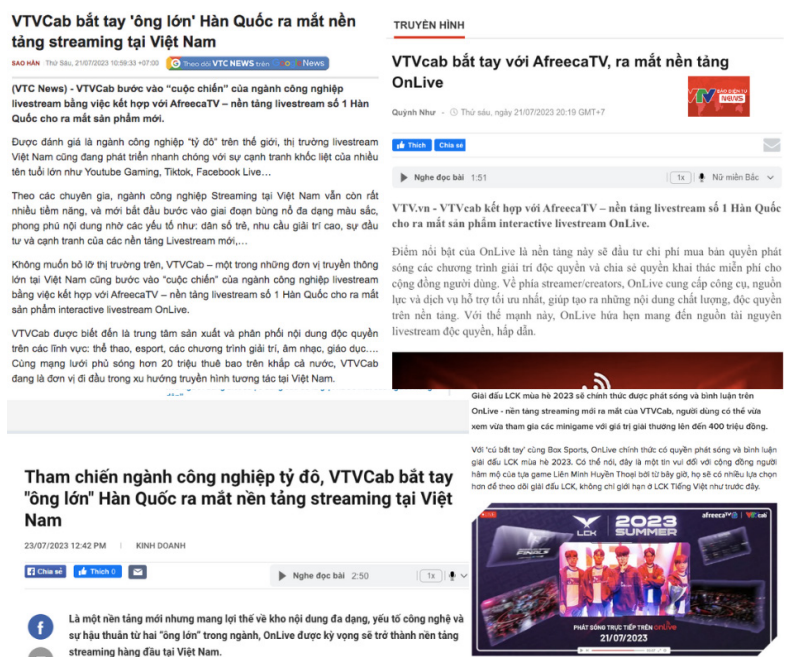 VTVCab bắt tay 'ông lớn' Hàn Quốc ra mắt nền
tảng streaming tại Việt Nam
SAO HÀN Thứ Sáu, 21/07/2023 10:59:33 +07:00 Theo dõi VTC NEWS trên Google News
(VTC News) - VTVCab bước vào “cuộc chiến” của ngành công nghiệp
livestream bằng việc kết hợp với AfreecaTV – nền tảng livestream số 1 Hàn
Quốc cho ra mắt sản phẩm mới.
Được đánh giá là ngành công nghiệp “tỷ đô” trên thế giới, thị trường livestream
Việt Nam cũng đang phát triển nhanh chóng với sự cạnh tranh khốc liệt của nhiều
tên tuổi lớn như Youtube Gaming, Tiktok, Facebook Live…
Theo các chuyên gia, ngành công nghiệp Streaming tại Việt Nam vẫn còn rất
nhiều tiềm năng, và mới bắt đầu bước vào giai đoạn bùng nổ đa dạng màu sắc,
phong phú nội dung nhờ các yếu tố như: dân số trẻ, nhu cầu giải trí cao, sự đầu
tư và cạnh tranh của các nền tảng Livestream mới,…
Không muốn bỏ lỡ thị trường trên, VTVCab – một trong những đơn vị truyền thông
lớn tại Việt Nam cũng bước vào “cuộc chiến” của ngành công nghiệp livestream
bằng việc kết hợp với AfreecaTV – nền tảng livestream số 1 Hàn Quốc cho ra mắt
sản phẩm interactive livestream OnLive.
VTVCab được biết đến là trung tâm sản xuất và phân phối nội dung độc quyền
trên các lĩnh vực: thể thao, esport, các chương trình giải trí, âm nhạc, giáo dục….
Cùng mạng lưới phủ sóng hơn 20 triệu thuê bao trên khắp cả nước, VTVCab
đang là đơn vị đi đầu trong xu hướng truyền hình tương tác tại Việt Nam.
TRUYỀN HÌNH
VTVcab bắt tay với AfreecaTV, ra mắt nền tảng
OnLive
VTV BÁO ĐIỆN TỬ NEWS
Quỳnh Như - Thứ sáu, ngày 21/07/2023 20:19 GMT+7
Thích Chia sẻ
Nghe đọc bài 1:51 1x Nữ miền Bắc
VTV.vn - VTVcab kết hợp với AfreecaTV – nền tảng livestream số 1 Hàn Quốc
cho ra mắt sản phẩm interactive livestream OnLive.
Điểm nổi bật của OnLive là nền tảng này sẽ đầu tư chi phí mua bản quyền phát
sóng các chương trình giải trí độc quyền và chia sẻ quyền khai thác miễn phí cho
cộng đồng người dùng. Về phía streamer/creators, OnLive cung cấp công cụ, nguồn
lực và dịch vụ hỗ trợ tối ưu nhất, giúp tạo ra những nội dung chất lượng, độc quyền
trên nền tảng. Với thế mạnh này, OnLive hứa hẹn mang đến nguồn tài nguyên
livestream độc quyền, hấp dẫn.
Tham chiến ngành công nghiệp tỷ đô, VTVCab bắt tay
"ông lớn" Hàn Quốc ra mắt nền tảng streaming tại Việt
Nam
23/07/2023 12:42 PM | KINH DOANH
Chia sẻ Thích 0
Nghe đọc bài 2:50 1x
Là một nền tảng mới nhưng mang lợi thế về kho nội dung đa dạng, yếu tố công nghệ và
sự hậu thuẫn từ hai "ông lớn" trong ngành, OnLive được kỳ vọng sẽ trở thành nền tảng
streaming hàng đầu tại Việt Nam.
Giải đấu LCK mùa hè 2023 sẽ chính thức được phát sóng và bình luận trên
OnLive - nền tảng streaming mới ra mắt của VTVCab, người dùng có thể vừa
xem vừa tham gia các minigame với giá trị giải thưởng lên đến 400 triệu đồng.
Với 'cú bắt tay' cùng Box Sports, OnLive chính thức có quyền phát sóng và bình luận
giải đấu LCK mùa hè 2023. Có thể nói, đây là một tin vui đối với cộng đồng người
hâm mộ của tựa game Liên Minh Huyền Thoại bởi từ bây giờ, họ sẽ có nhiều lựa chọn
hơn để theo dõi giải đấu LCK, không chỉ giới hạn ở LCK Tiếng Việt như trước đây.
afreecaTV VTVcab
LCK 2023
SUMMER
FINALS
PHÁT SÓNG TRỰC TIẾP TRÊN onLive
21/07/2023